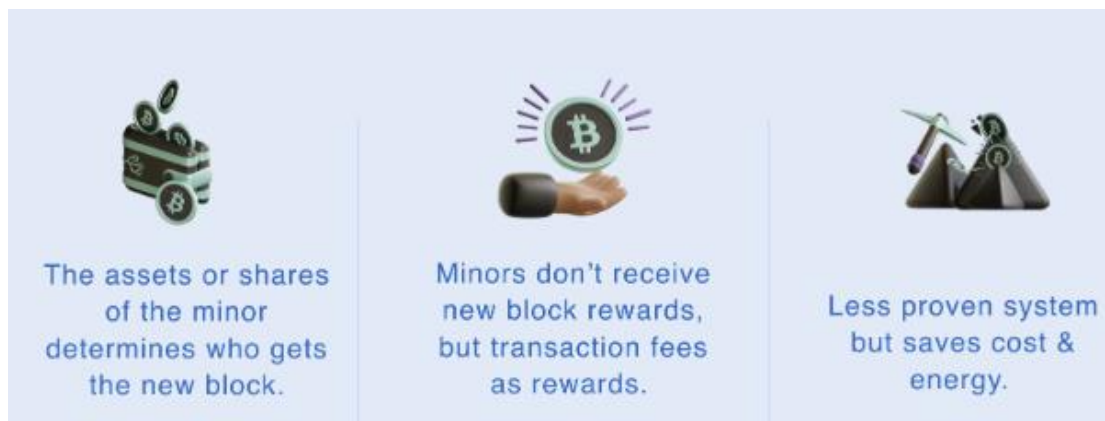 The assets or shares
of the minor
determines who gets
the new block.
Minors don't receive
new block rewards,
but transaction fees
as rewards.
Less proven system
but saves cost &
energy.